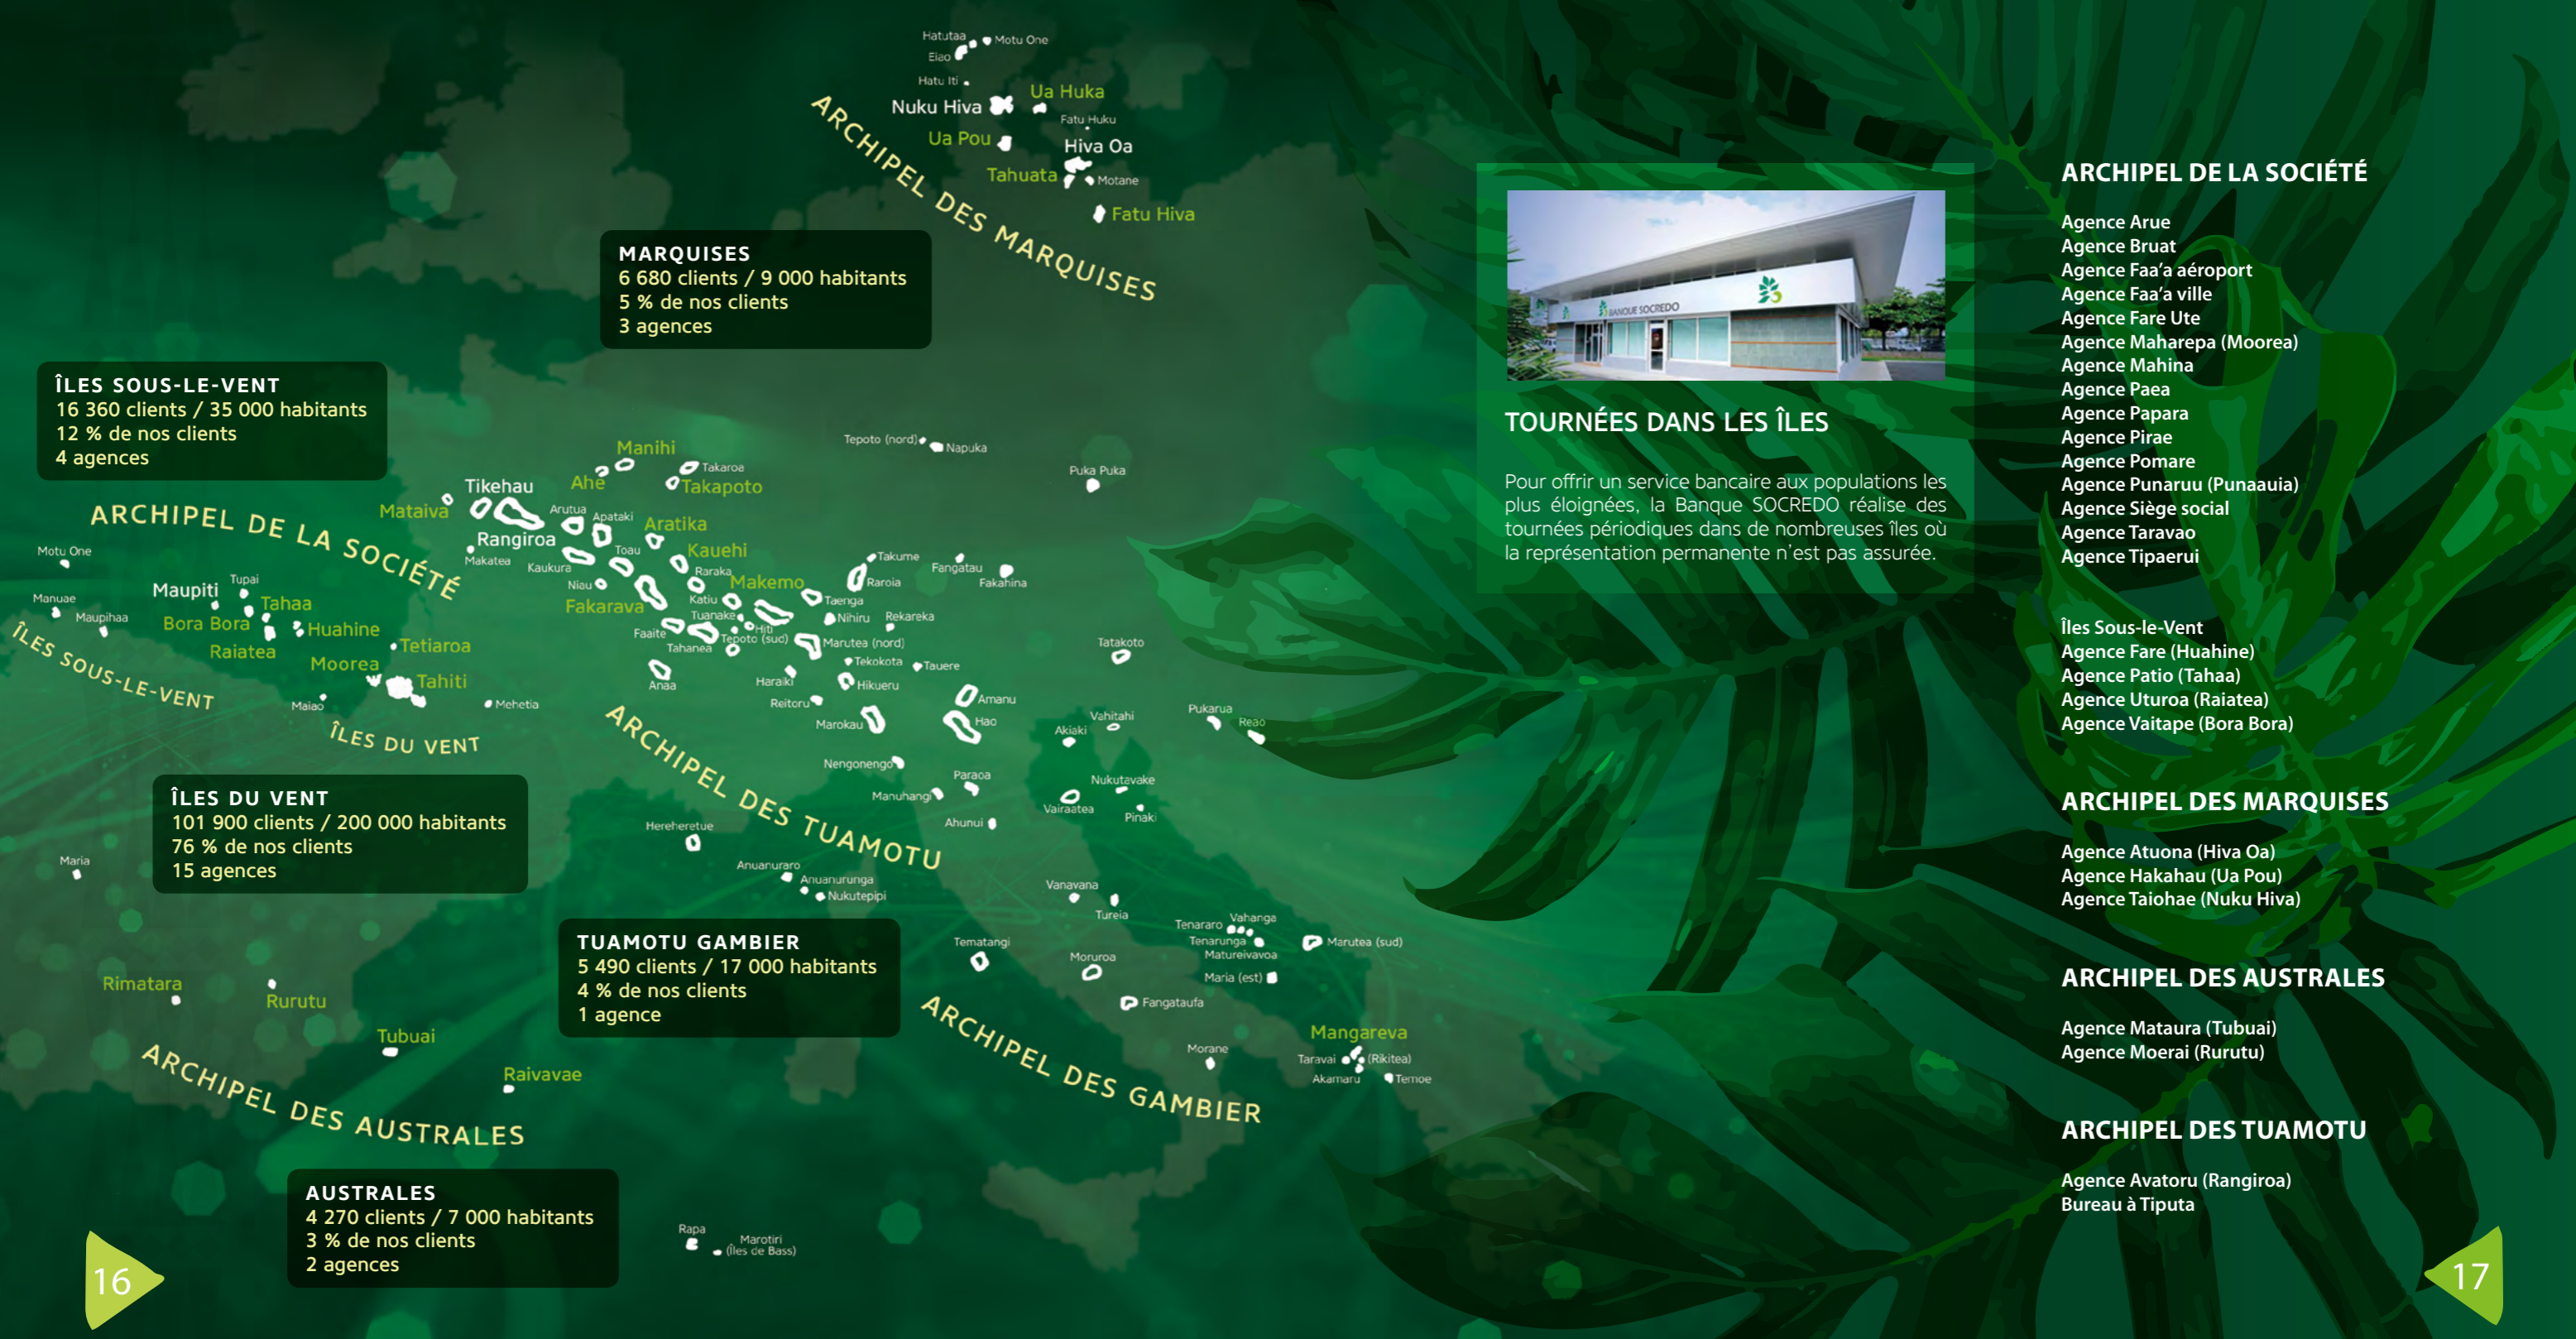 Hatutaa
Motu One
Eiao
Hatu Iti
Ua Huka
Nuku Hiva
Fatu Huku
Ua Pou
Hiva Oa
Tahuata
Motane
Fatu Hiva
ARCHIPEL DES MARQUISES
MARQUISES
6 680 clients / 9 000 habitants
5 % de nos clients
3 agences
ÎLES SOUS-LE-VENT
16 360 clients / 35 000 habitants
12 % de nos clients
4 agences
ARCHIPEL DE LA SOCIÉTÉ
Motu One
Manuae
Maupihaa
Maupiti
Tupai
Tahaa
Bora Bora
Huahine
Raiatea
Tetiaroa
Moorea
Tahiti
Maiao
Mehetia
ÎLES SOUS-LE-VENT
ÎLES DU VENT
Manihi
Ahe
Takaroa
Takapoto
Tepoto (nord)
Napuka
Puka Puka
Tikehau
Mataiva
Arutua
Apataki
Aratika
Rangiroa
Makatea
Kaukura
Toau
Kauehi
Niau
Raraka
Makemo
Fakarava
Katiu
Taenga
Takume
Raroia
Fangatau
Fakahina
Tuanake
Hiti
Nihiru
Rekareka
Faaite
Tepoto (sud)
Tahanea
Marutea (nord)
Tekokota
Tauere
Tatakoto
Anaa
Haraiki
Hikueru
Reitoru
Amanu
Marokau
Hao
Akiaki
Vahitahi
Pukarua
Reao
ARCHIPEL DES TUAMOTU
Nengonengo
Paraoa
Manuhangi
Nukutavake
Vairaatea
Pinaki
Ahunui
Hereheretue
Anuanuraro
Anuanurunga
Nukutepipi
Vanavana
Tureia
Tenararo
Vahanga
Tenarunga
Matureivavoa
Marutea (sud)
Maria (est)
Tematangi
Moruroa
Fangataufa
Morane
Mangareva
Taravai
(Rikitea)
Akamaru
Temoe
ARCHIPEL DES GAMBIER
ÎLES DU VENT
101 900 clients / 200 000 habitants
76 % de nos clients
15 agences
TUAMOTU GAMBIER
5 490 clients / 17 000 habitants
4 % de nos clients
1 agence
Maria
Rimatara
Rurutu
Tubuai
Raivavae
ARCHIPEL DES AUSTRALES
AUSTRALES
4 270 clients / 7 000 habitants
3 % de nos clients
2 agences
Rapa
Marotiri
(Îles de Bass)
16
BANQUE SOCREDO
TOURNÉES DANS LES ÎLES
Pour offrir un service bancaire aux populations les
plus éloignées, la Banque SOCREDO réalise des
tournées périodiques dans de nombreuses îles où
la représentation permanente n'est pas assurée.
ARCHIPEL DE LA SOCIÉTÉ
Agence Arue
Agence Bruat
Agence Faa'a aéroport
Agence Faa'a ville
Agence Fare Ute
Agence Maharepa (Moorea)
Agence Mahina
Agence Paea
Agence Papara
Agence Pirae
Agence Pomare
Agence Punaruu (Punaauia)
Agence Siège social
Agence Taravao
Agence Tipaerui
Îles Sous-le-Vent
Agence Fare (Huahine)
Agence Patio (Tahaa)
Agence Uturoa (Raiatea)
Agence Vaitape (Bora Bora)
ARCHIPEL DES MARQUISES
Agence Atuona (Hiva Oa)
Agence Hakahau (Ua Pou)
Agence Taiohae (Nuku Hiva)
ARCHIPEL DES AUSTRALES
Agence Mataura (Tubuai)
Agence Moerai (Rurutu)
ARCHIPEL DES TUAMOTU
Agence Avatoru (Rangiroa)
Bureau à Tiputa
17